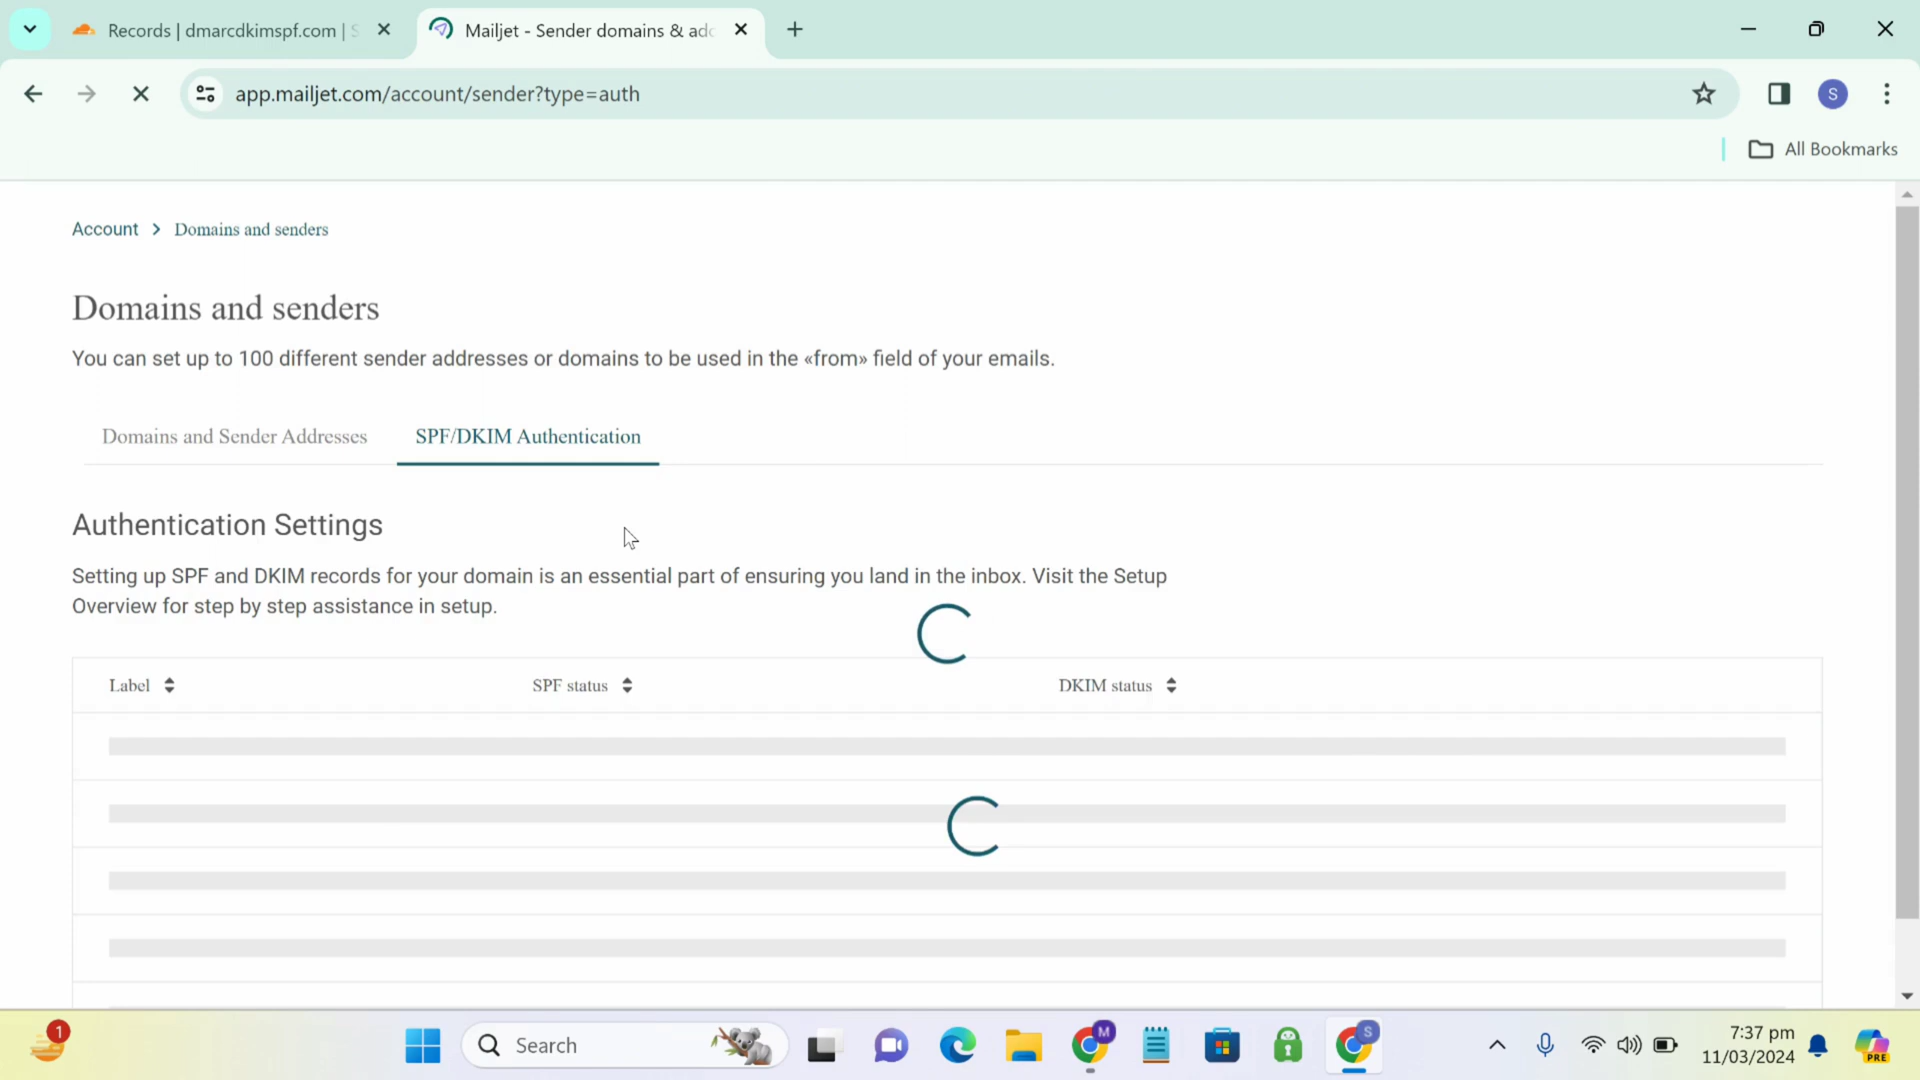 Records | dmarcdkimspf.com | S
Mailjet - Sender domains & adc
app.mailjet.com/account/sender?type=auth
S
All Bookmarks
Account > Domains and senders
Domains and senders
You can set up to 100 different sender addresses or domains to be used in the «from» field of your emails.
Domains and Sender Addresses
SPF/DKIM Authentication
Authentication Settings
Setting up SPF and DKIM records for your domain is an essential part of ensuring you land in the inbox. Visit the Setup
Overview for step by step assistance in setup.
Label
SPF status
DKIM status
1
Search
M
S
7:37 pm
11/03/2024
PRE